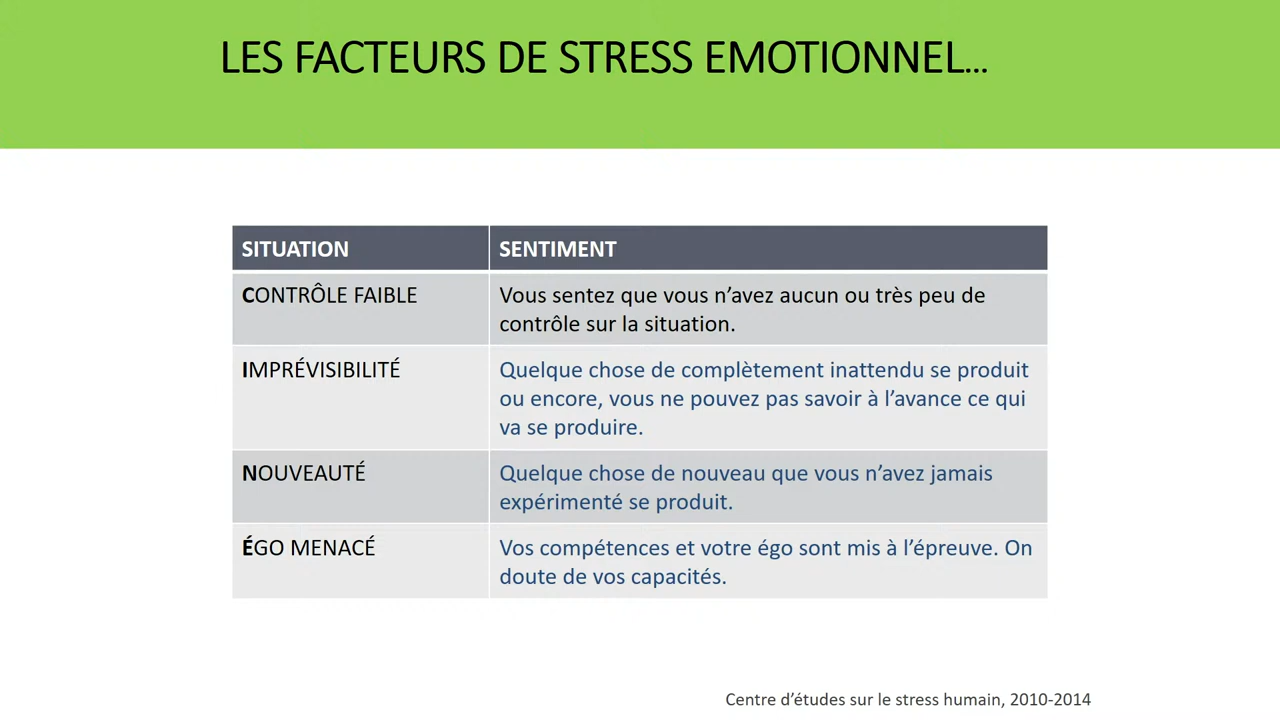 LES FACTEURS DE STRESS EMOTIONNEL...
SITUATION
SENTIMENT
CONTRÔLE FAIBLE
Vous sentez que vous n’avez aucun ou très peu de
contrôle sur la situation.
IMPRÉVISIBILITÉ
Quelque chose de complètement inattendu se produit
ou encore, vous ne pouvez pas savoir à l’avance ce qui
va se produire.
NOUVEAUTÉ
Quelque chose de nouveau que vous n’avez jamais
expérimenté se produit.
ÉGO MENACÉ
Vos compétences et votre égo sont mis à l’épreuve. On
doute de vos capacités.
Centre d’études sur le stress humain, 2010-2014